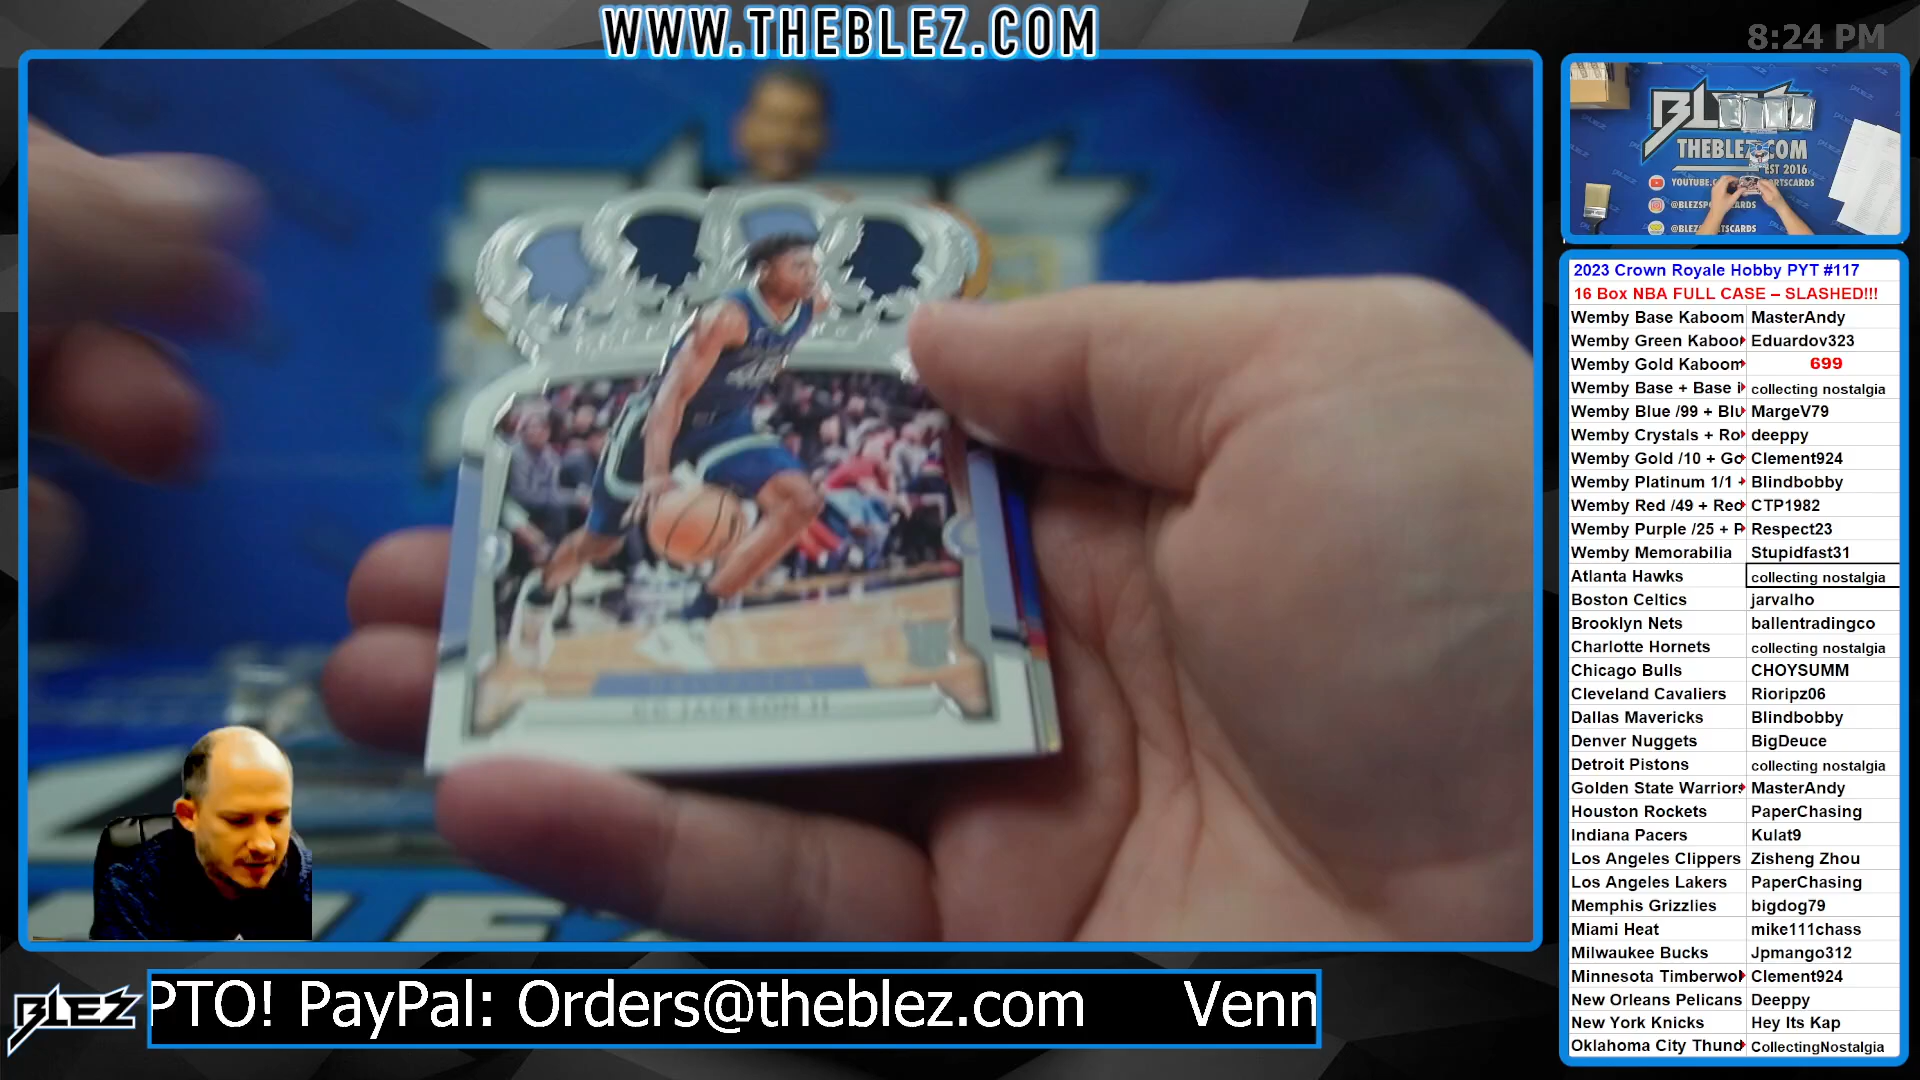 WWW.THEBLEZ.COM
8:24 PM
THEBLEZ.COM
EST 2016
@BLEZ
GG JACKSON II
2023 Crown Royale Hobby PYT #117
16 Box NBA FULL CASE – SLASHED!!!
Wemby Base Kaboom MasterAndy
Wemby Green Kaboo Eduardov323
Wemby Gold Kaboom 699
Wemby Base + Base i collecting nostalgia
Wemby Blue /99 + Blu MargeV79
Wemby Crystals + Ro deeppy
Wemby Gold /10 + Go Clement924
Wemby Platinum 1/1 + Blindbobby
Wemby Red /49 + Red CTP1982
Wemby Purple /25 + P Respect23
Wemby Memorabilia Stupidfast31
Atlanta Hawks collecting nostalgia
Boston Celtics jarvalho
Brooklyn Nets ballentradingco
Charlotte Hornets collecting nostalgia
Chicago Bulls CHOYSUMM
Cleveland Cavaliers Rioripz06
Dallas Mavericks Blindbobby
Denver Nuggets BigDeuce
Detroit Pistons collecting nostalgia
Golden State Warriors MasterAndy
Houston Rockets PaperChasing
Indiana Pacers Kulat9
Los Angeles Clippers Zisheng Zhou
Los Angeles Lakers PaperChasing
Memphis Grizzlies bigdog79
Miami Heat mike111chass
Milwaukee Bucks Jpmango312
Minnesota Timberwol Clement924
New Orleans Pelicans Deeppy
New York Knicks Hey Its Kap
Oklahoma City Thund CollectingNostalgia
BLEZ
PTO! PayPal: Orders@theblez.com Venn